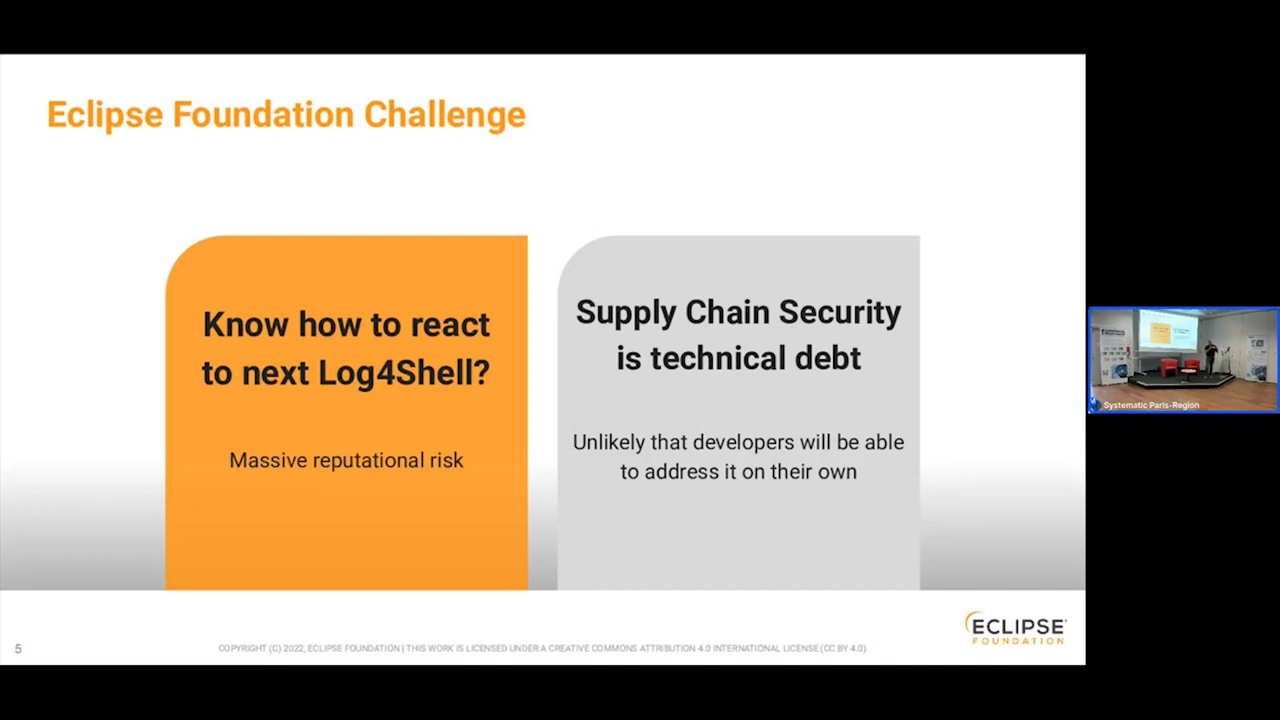 Eclipse Foundation Challenge
Know how to react
to next Log4Shell?
Massive reputational risk
Supply Chain Security
is technical debt
Unlikely that developers will be able
to address it on their own
Systematic Paris-Region
5
COPYRIGHT (C) 2022, ECLIPSE FOUNDATION | THIS WORK IS LICENSED UNDER A CREATIVE COMMONS ATTRIBUTION 4.0 INTERNATIONAL LICENSE (CC BY 4.0)
ECLIPSE
FOUNDATION